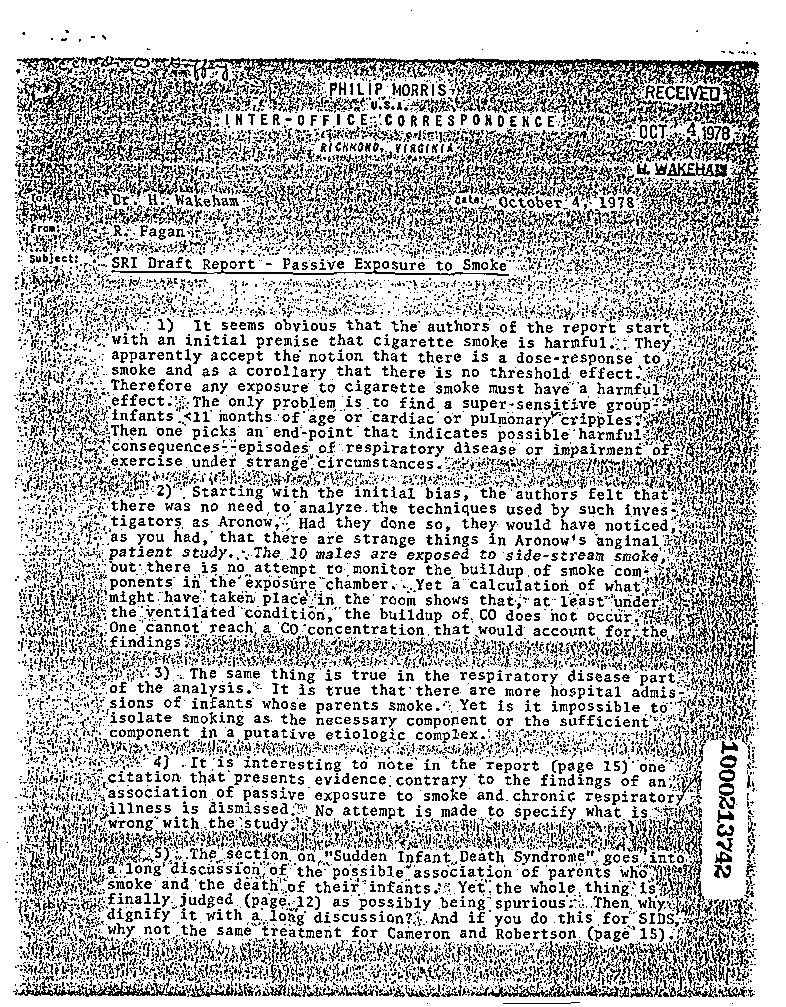 PHILIP MORRIS
U.S.A.
INTER-OFFICE CORRESPONDENCE
RICHMOND, VIRGINIA
RECEIVED
OCT 4 1978
H. WAKEHAM
To: Dr. H. Wakeham Date: October 4, 1978
From: R. Fagan
Subject: SRI Draft Report - Passive Exposure to Smoke
1) It seems obvious that the authors of the report start
with an initial premise that cigarette smoke is harmful. They
apparently accept the notion that there is a dose-response to
smoke and as a corollary that there is no threshold effect.
Therefore any exposure to cigarette smoke must have a harmful
effect. The only problem is to find a super-sensitive group-
infants <11 months of age or cardiac or pulmonary cripples.
Then one picks an end-point that indicates possible harmful
consequences--episodes of respiratory disease or impairment of
exercise under strange circumstances.
2) Starting with the initial bias, the authors felt that
there was no need to analyze the techniques used by such inves-
tigators as Aronow. Had they done so, they would have noticed,
as you had, that there are strange things in Aronow's anginal
patient study. The 10 males are exposed to side-stream smoke,
but there is no attempt to monitor the buildup of smoke com-
ponents in the exposure chamber. Yet a calculation of what
might have taken place in the room shows that, at least under
the ventilated condition, the buildup of CO does not occur.
One cannot reach a CO concentration that would account for the
findings.
3) The same thing is true in the respiratory disease part
of the analysis. It is true that there are more hospital admis-
sions of infants whose parents smoke. Yet is it impossible to
isolate smoking as the necessary component or the sufficient
component in a putative etiologic complex.
4) It is interesting to note in the report (page 15) one
citation that presents evidence contrary to the findings of an
association of passive exposure to smoke and chronic respiratory
illness is dismissed. No attempt is made to specify what is
wrong with the study.
5) The section on "Sudden Infant Death Syndrome" goes into
a long discussion of the possible association of parents who
smoke and the death of their infants. Yet the whole thing is
finally judged (page 12) as possibly being spurious. Then why
dignify it with a long discussion? And if you do this for SIDS,
why not the same treatment for Cameron and Robertson (page 15).
1000213742